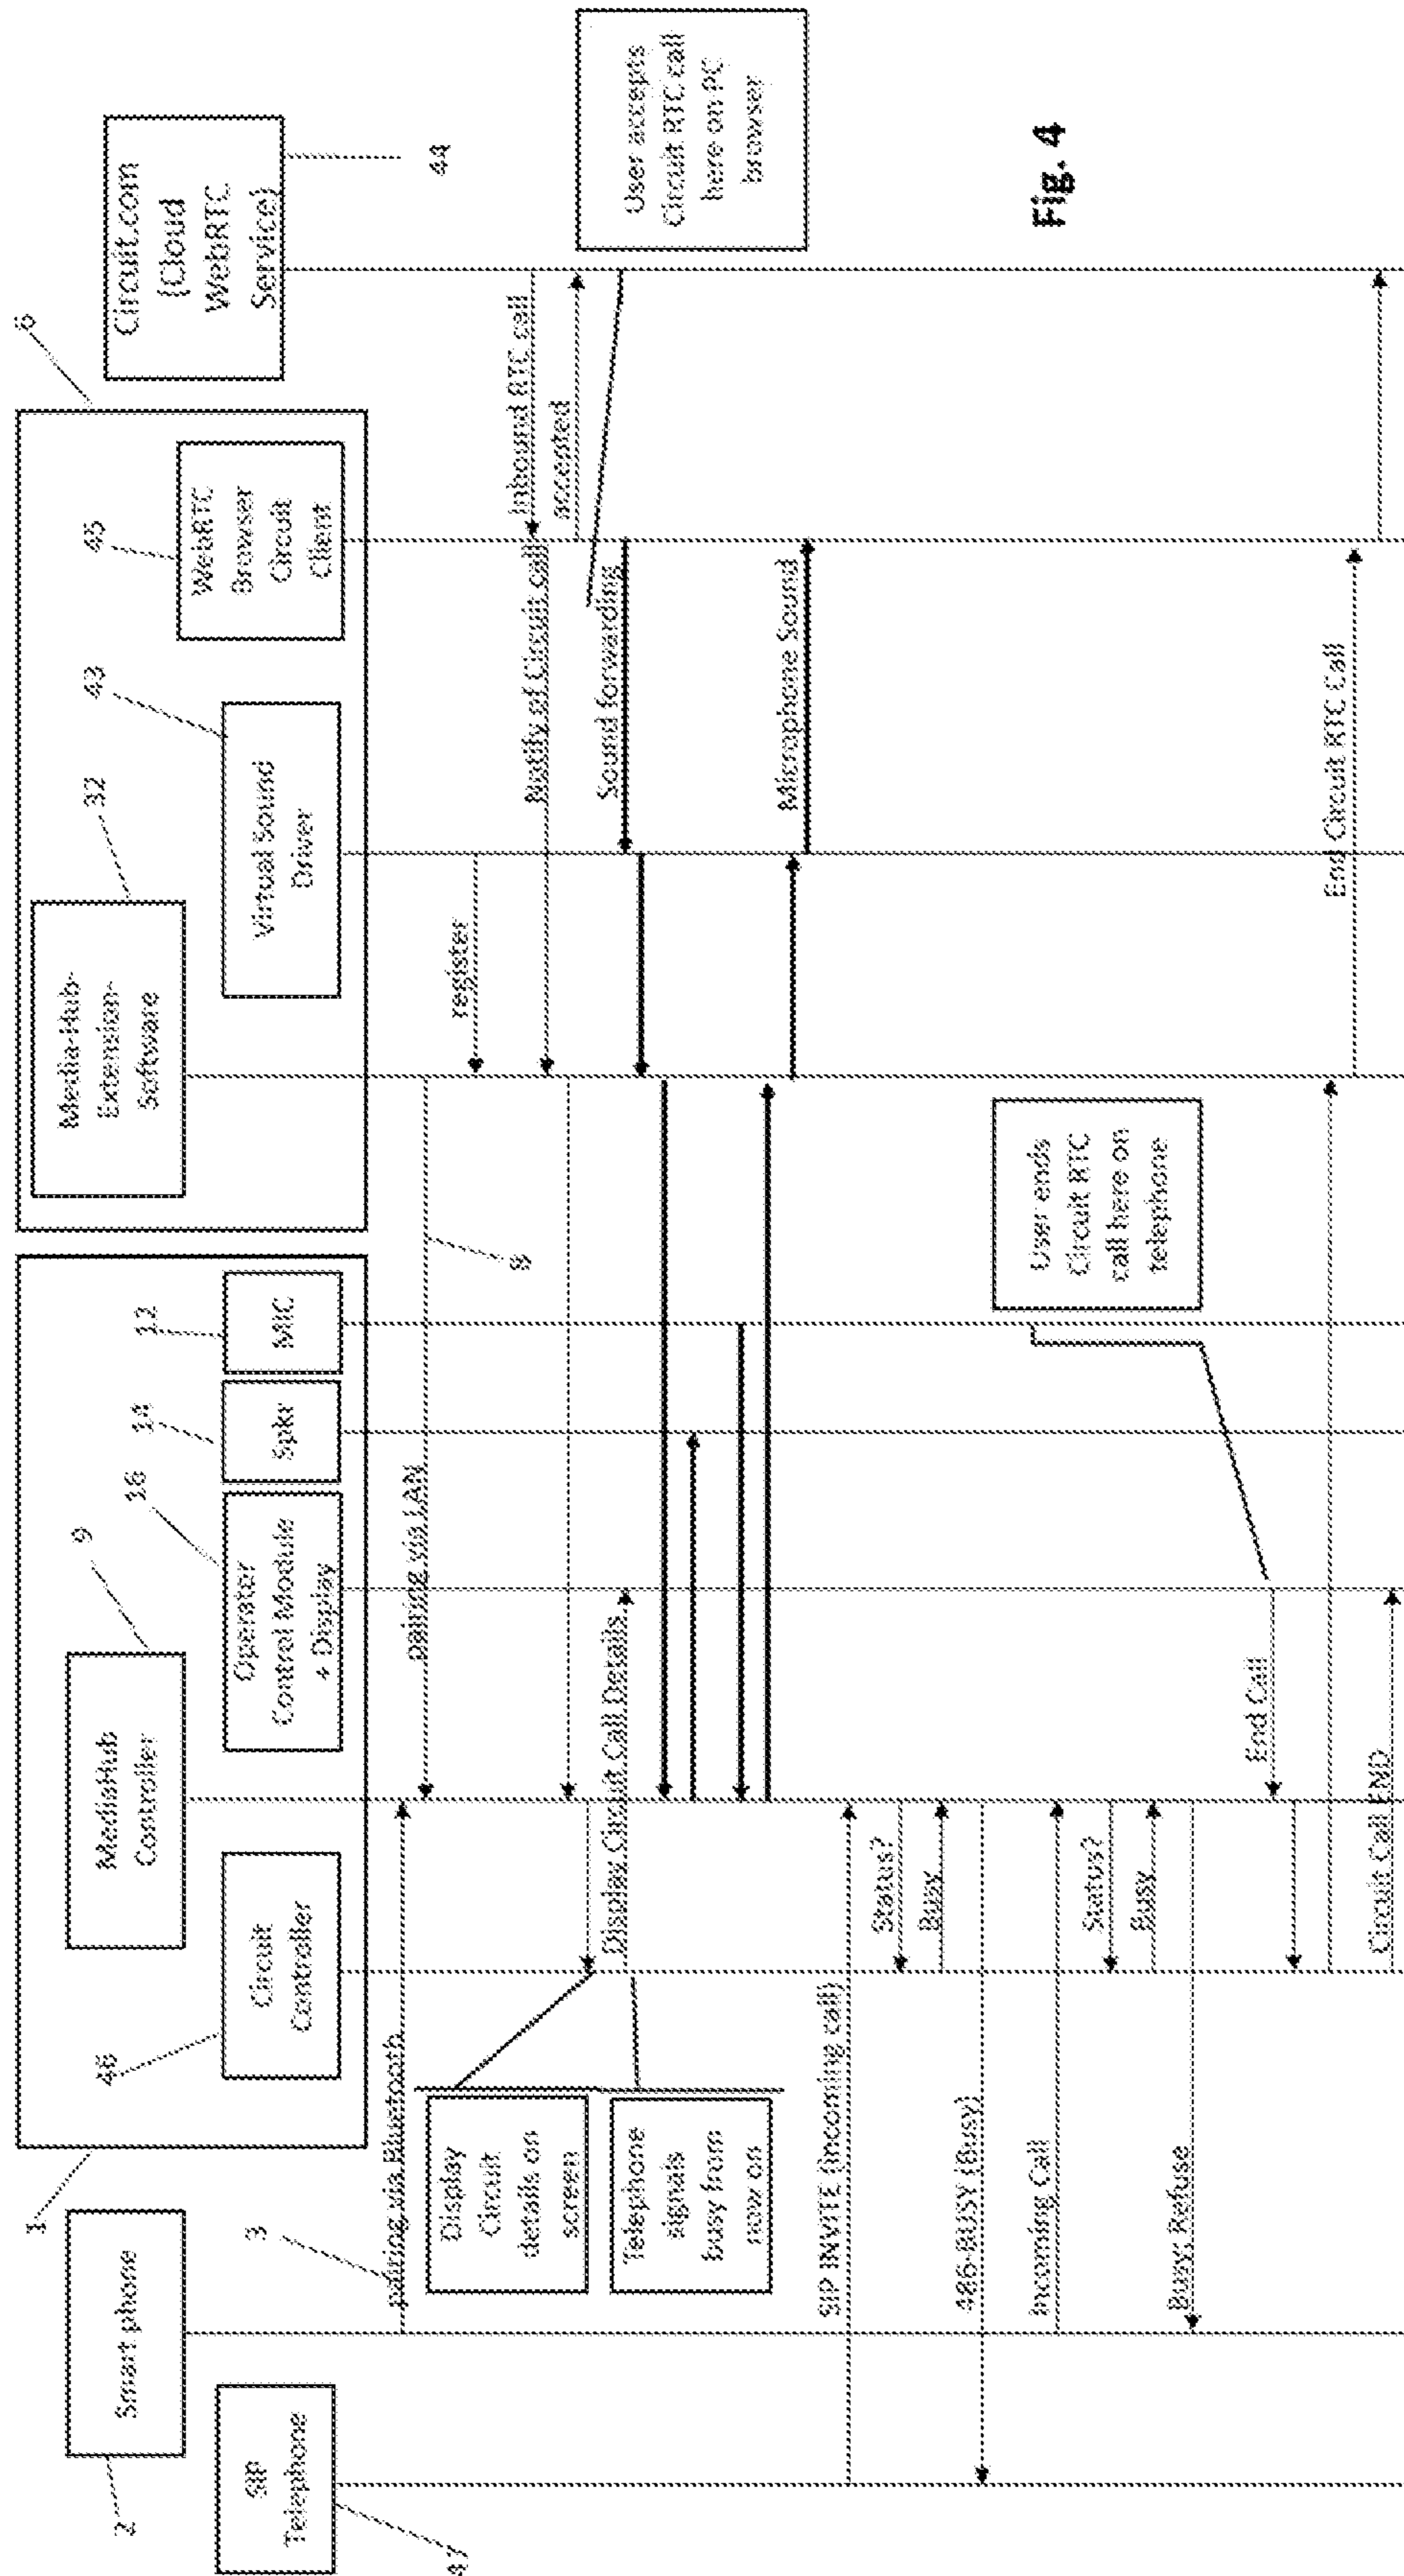 2
Smart phone
SIP
Telephone
47
1
46
Circuit
Controller
MediaHub
Controller
9
16
Operater
Control Module
+ Display
14
Spkr
12
MIC
Media-Hub-
Extension-
Software
32
Virtual Sound
Driver
43
WebRTC
Browser
Circuit
Client
45
6
Circuit.com
(Cloud
WebRTC
Service)
44
pairing via Bluetooth
3
pairing via LAN
8
register
Inbound RTC call
Notify of Circuit call
accepted
User accepts
Circuit RTC call
here on PC
browser
Display
Circuit
details on
screen
Display Circuit Call Details
Sound forwarding
Telephone
signals
busy from
now on
Microphone Sound
SIP INVITE (incoming call)
Status?
Busy
486-BUSY (Busy)
Incoming Call
User ends
Circuit RTC
call here on
telephone
Status?
Busy
Busy: Refuse
End Call
End Circuit RTC Call
Circuit Call END
Fig. 4